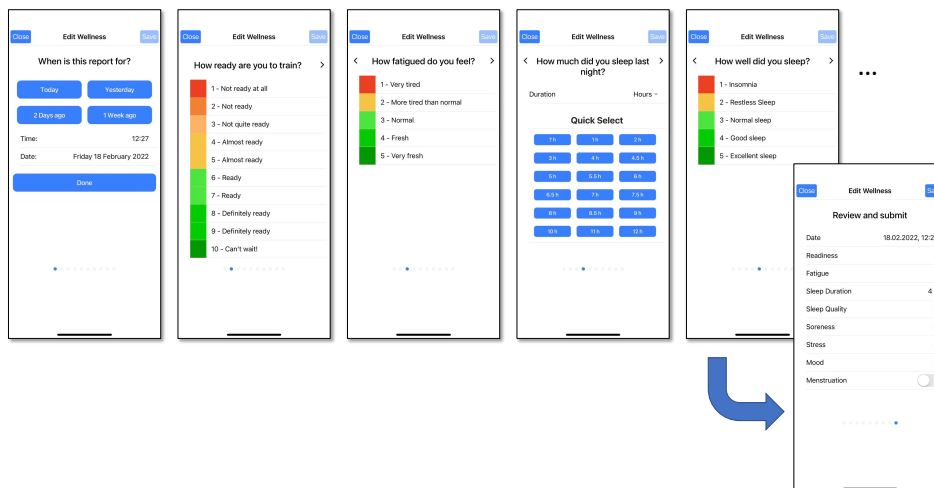 Close Edit Wellness Save
When is this report for?
Today Yesterday
2 Days ago 1 Week ago
Time: 12:27
Date: Friday 18 February 2022
Done
Close Edit Wellness Save
How ready are you to train? >
1 - Not ready at all
2 - Not ready
3 - Not quite ready
4 - Almost ready
5 - Almost ready
6 - Ready
7 - Ready
8 - Definitely ready
9 - Definitely ready
10 - Can't wait!
Close Edit Wellness Save
< How fatigued do you feel? >
1 - Very tired
2 - More tired than normal
3 - Normal
4 - Fresh
5 - Very fresh
Close Edit Wellness Save
< How much did you sleep last >
night?
Duration Hours
Quick Select
? h 1 h 2 h
3 h 4 h 4.5 h
5 h 5.5 h 6 h
6.5 h 7 h 7.5 h
8 h 8.5 h 9 h
10 h 11 h 12 h
Close Edit Wellness Save
< How well did you sleep? >
1 - Insomnia
2 - Restless Sleep
3 - Normal sleep
4 - Good sleep
5 - Excellent sleep
...
Close Edit Wellness Sa
Review and submit
Date 18.02.2022, 12:2
Readiness
Fatigue
Sleep Duration 4
Sleep Quality
Soreness
Stress
Mood
Menstruation